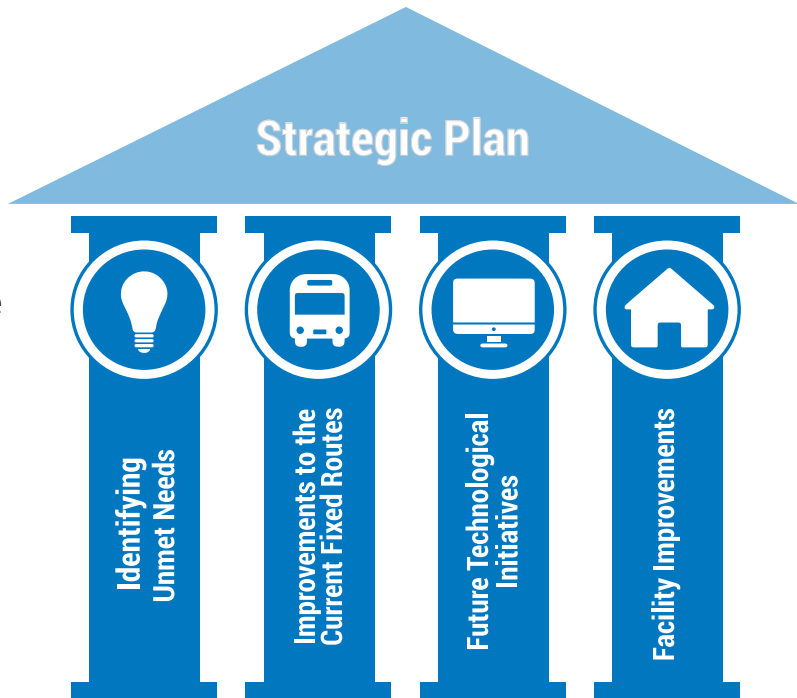 Strategic Plan
Identifying
Unmet Needs
Improvements to the
Current Fixed Routes
Future Technological
Initiatives
Facility Improvements